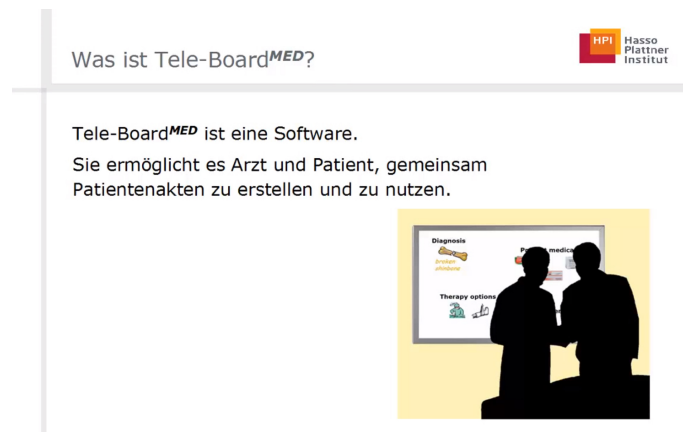 Was ist Tele-BoardMED?
HPI Hasso
Plattner
Institut
Tele-BoardMED ist eine Software.
Sie ermöglicht es Arzt und Patient, gemeinsam
Patientenakten zu erstellen und zu nutzen.
Diagnosis
broken
shinbone
medica
Therapy options